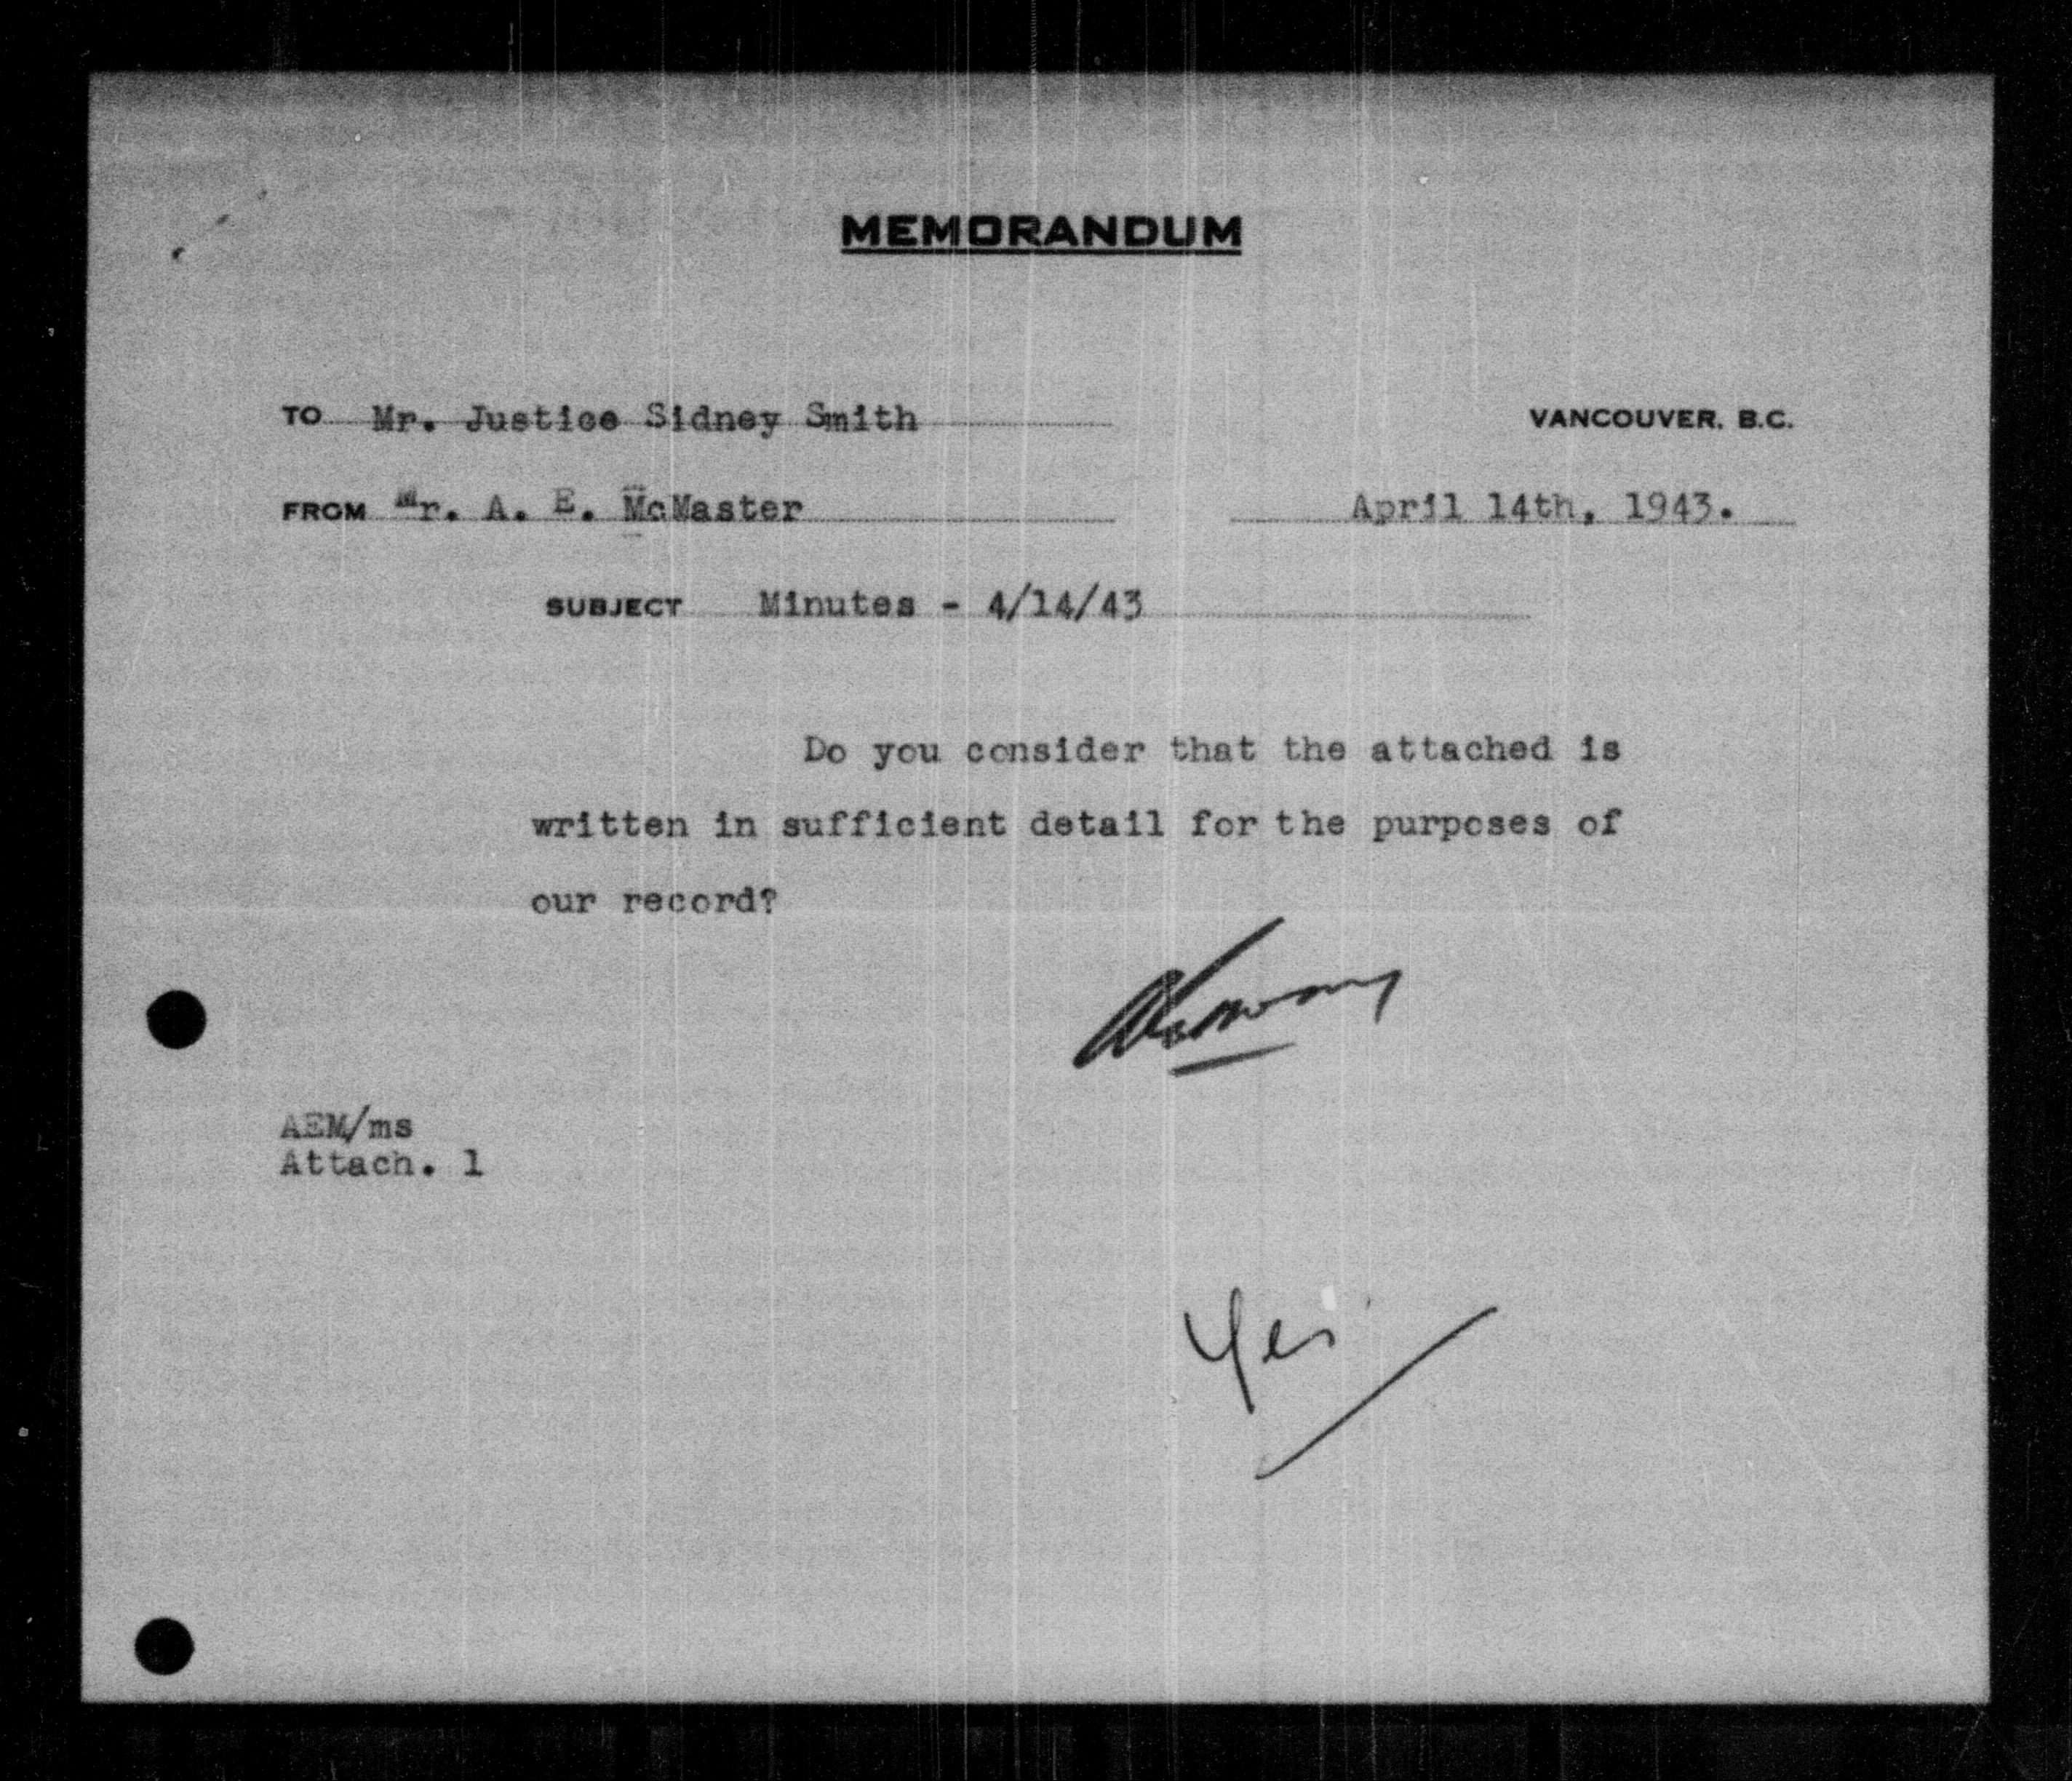 MEMORANDUM
TO Mr. Justice Sidney Smith
VANCOUVER, B.C.
FROM Mr. A. E. McMaster
April 14th, 1943.
SUBJECT Minutes - 4/14/43
Do you consider that the attached is
written in sufficient detail for the purposes of
our record?
AEM/ms
Attach. 1
Yes